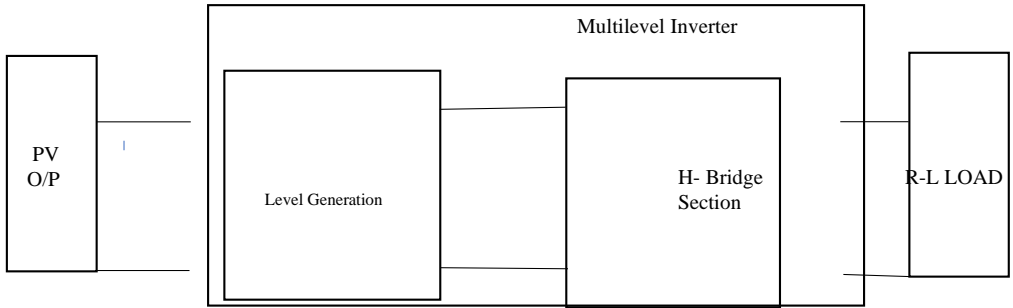 Multilevel Inverter
PV
O/P
Level Generation
H- Bridge
Section
R-L LOAD